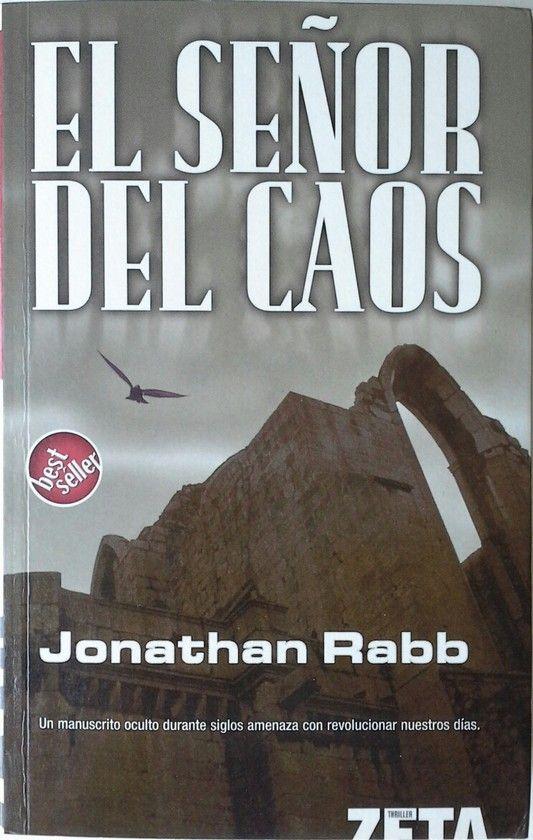 EL SEÑOR
DEL CAOS
best
seller
Jonathan Rabb
Un manuscrito oculto durante siglos amenaza con revolucionar nuestros días.
THRILLER
ZETA